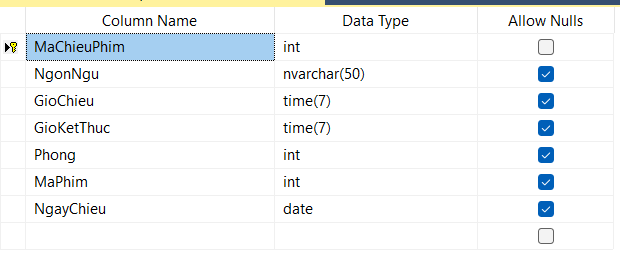 Column Name Data Type Allow Nulls
MaChieuPhim int
NgonNgu nvarchar(50)
GioChieu time(7)
GioKetThuc time(7)
Phong int
MaPhim int
NgayChieu date